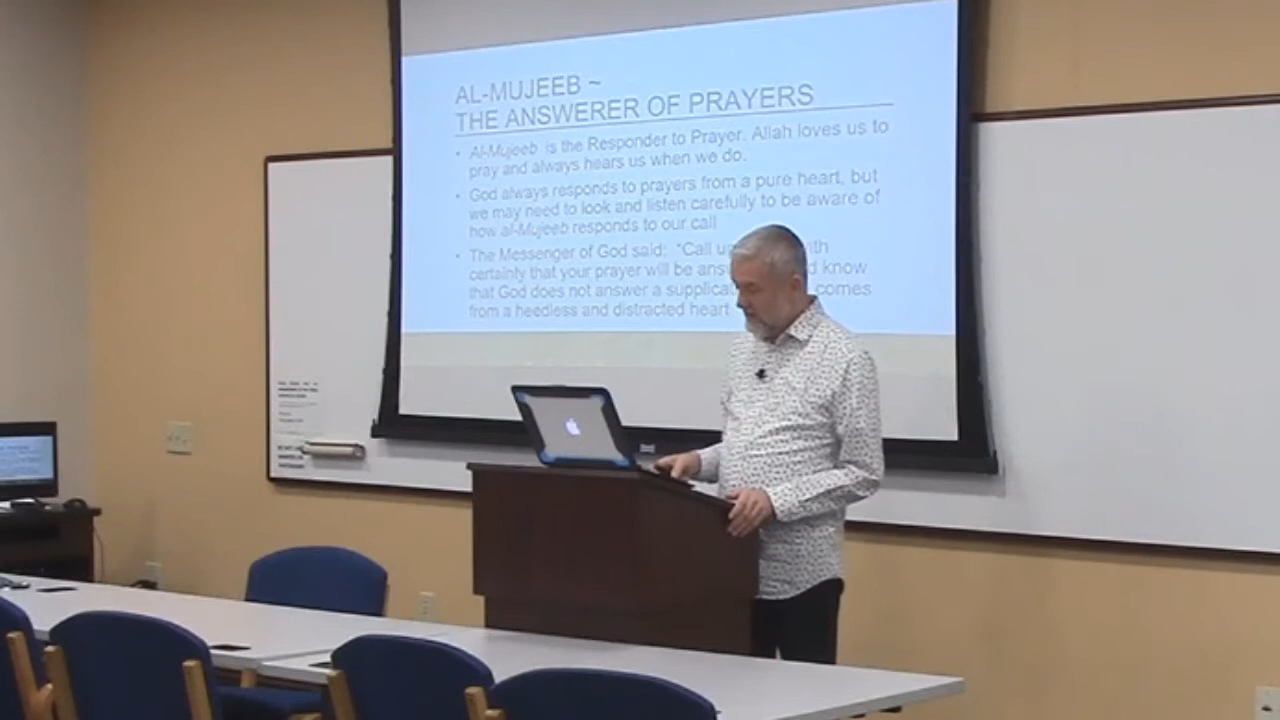 AL-MUJEEB ~
THE ANSWERER OF PRAYERS
• Al-Mujeeb is the Responder to Prayer. Allah loves us to
pray and always hears us when we do.
• God always responds to prayers from a pure heart, but
we may need to look and listen carefully to be aware of
how al-Mujeeb responds to our call
• The Messenger of God said: "Call
certainty that your prayer will be know
that God does not answer a comes
from a heedless and distracted heart